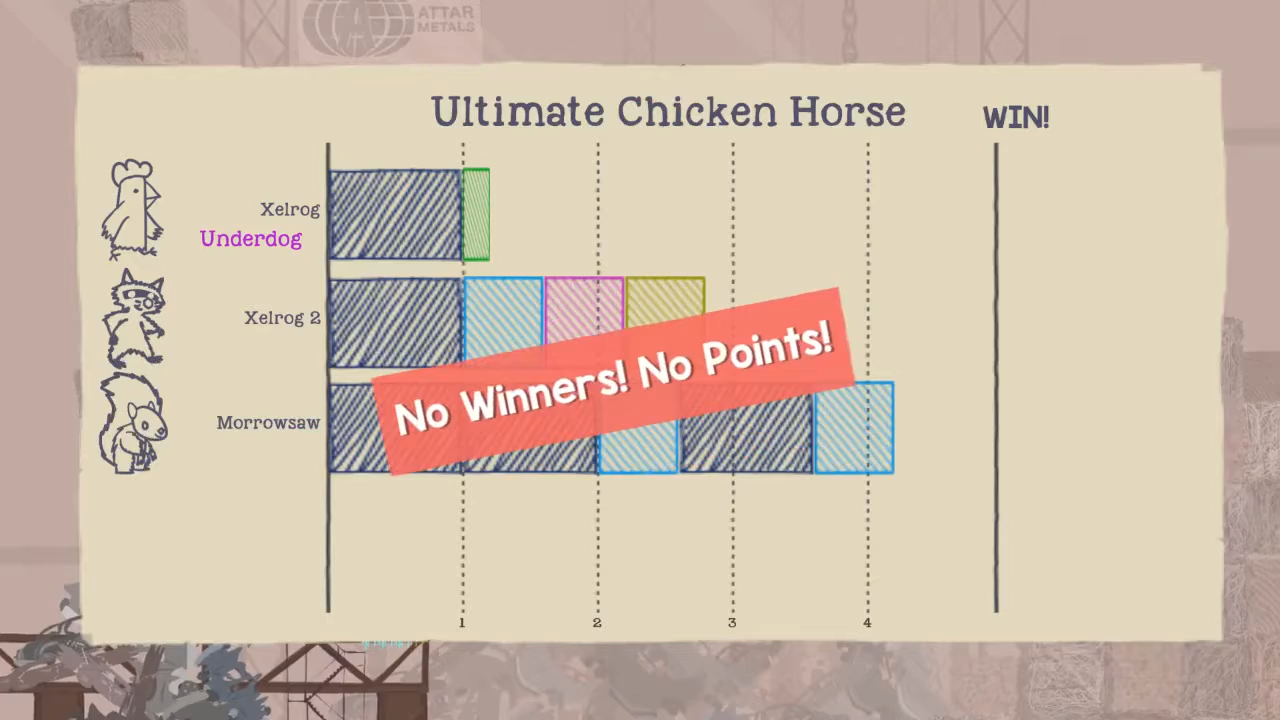 ATTAR
METALS
Ultimate Chicken Horse
WIN!
Xelrog
Underdog
Xelrog 2
No Winners! No Points!
Morrowsaw
1 2 3 4